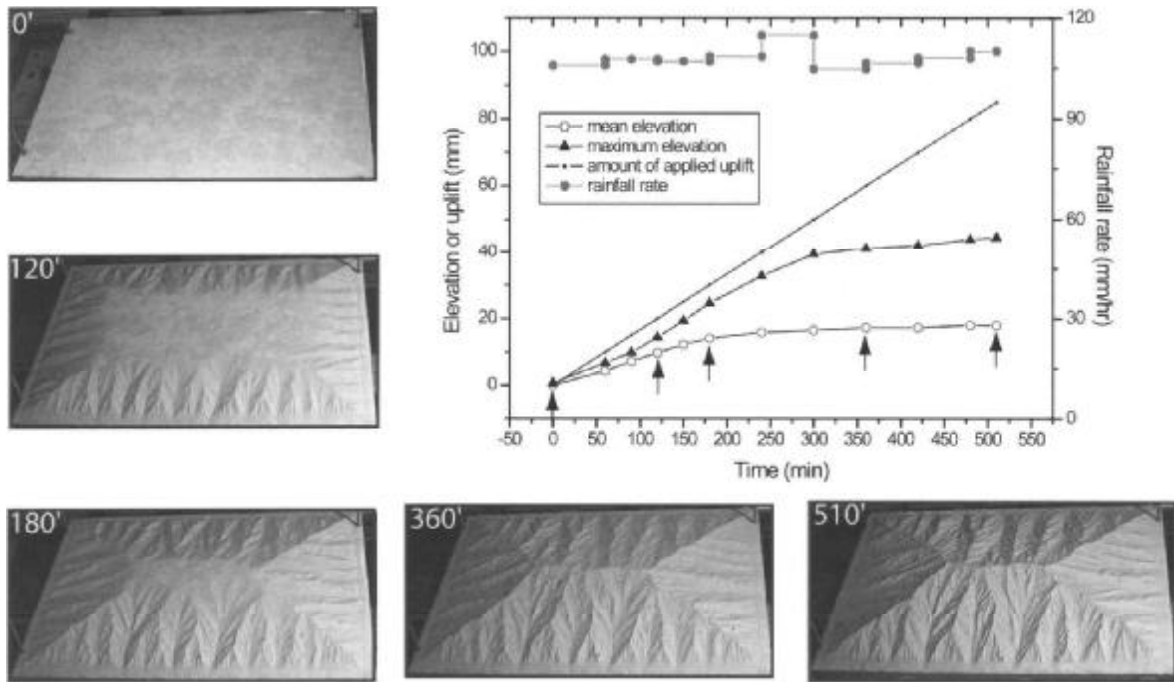 0'
120'
180'
360'
510'
Elevation or uplift (mm)
100
80
60
40
20
0
mean elevation
maximum elevation
amount of applied uplift
rainfall rate
120
90
60
30
0
Rainfall rate (mm/hr)
-50 0 50 100 150 200 250 300 350 400 450 500 550
Time (min)